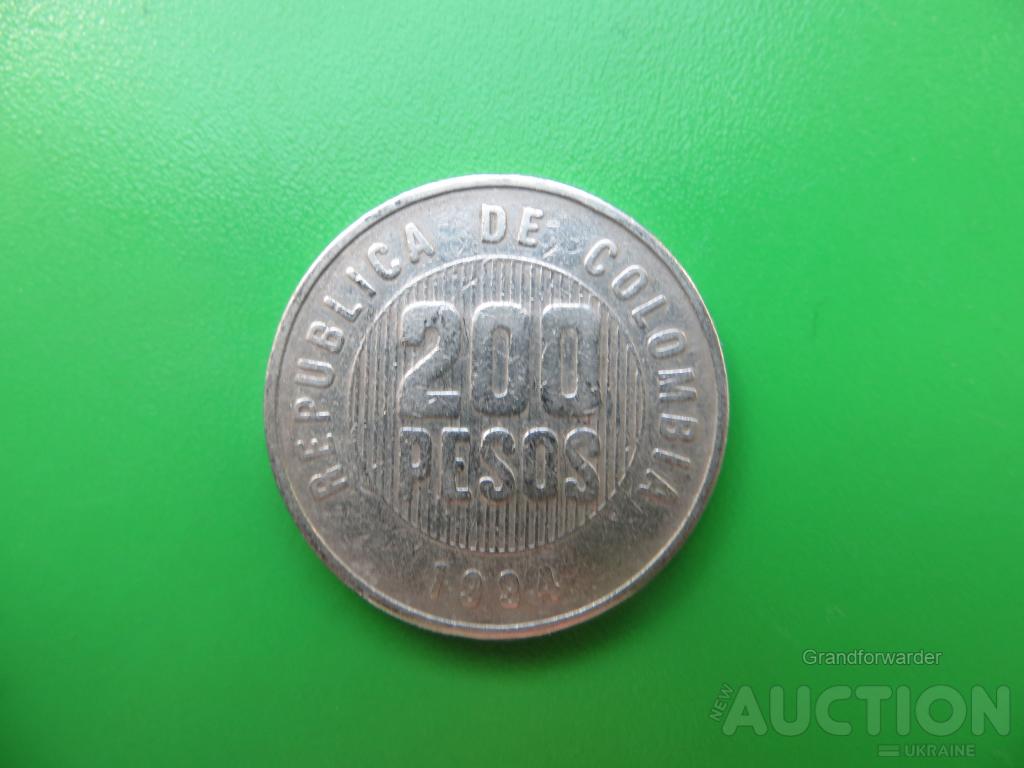 REPUBLICA DE COLOMBIA
200
PESOS
1994
Grandforwarder
NEW AUCTION
UKRAINE